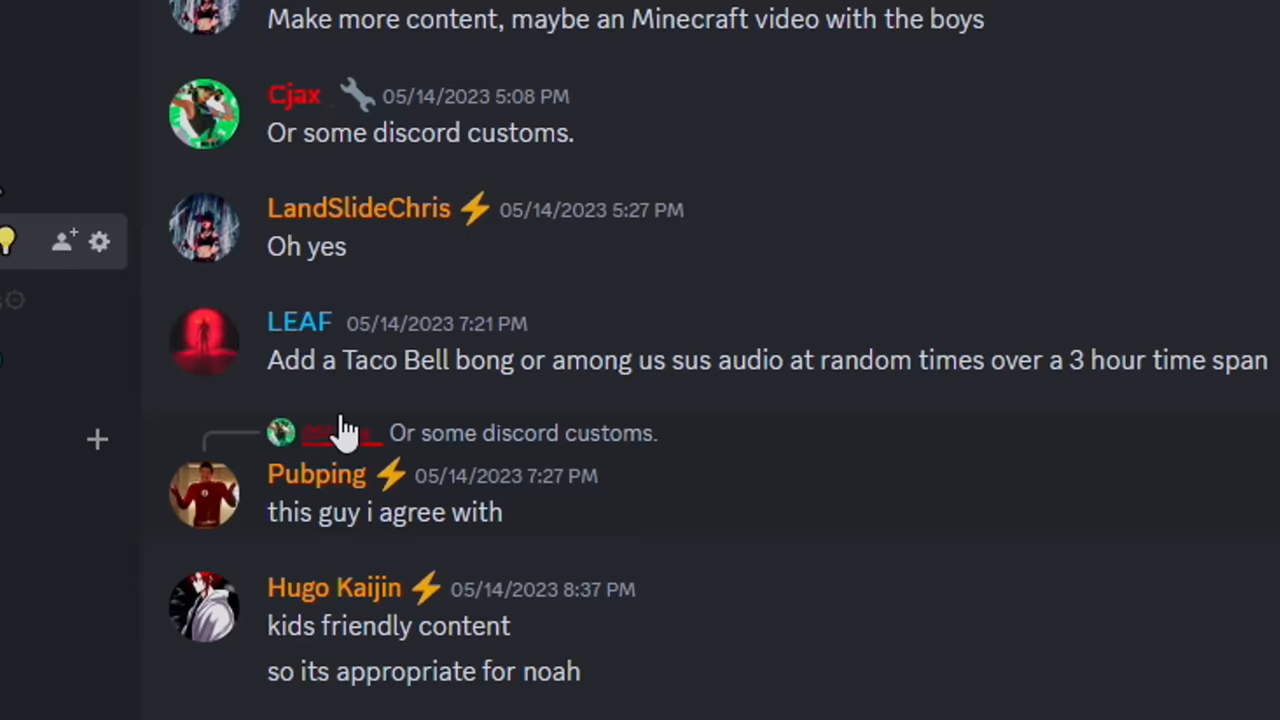 Make more content, maybe an Minecraft video with the boys
Cjax 05/14/2023 5:08 PM
Or some discord customs.
LandSlideChris 05/14/2023 5:27 PM
Oh yes
LEAF 05/14/2023 7:21 PM
Add a Taco Bell bong or among us sus audio at random times over a 3 hour time span
Or some discord customs.
Pubping 05/14/2023 7:27 PM
this guy i agree with
Hugo Kaijin 05/14/2023 8:37 PM
kids friendly content
so its appropriate for noah